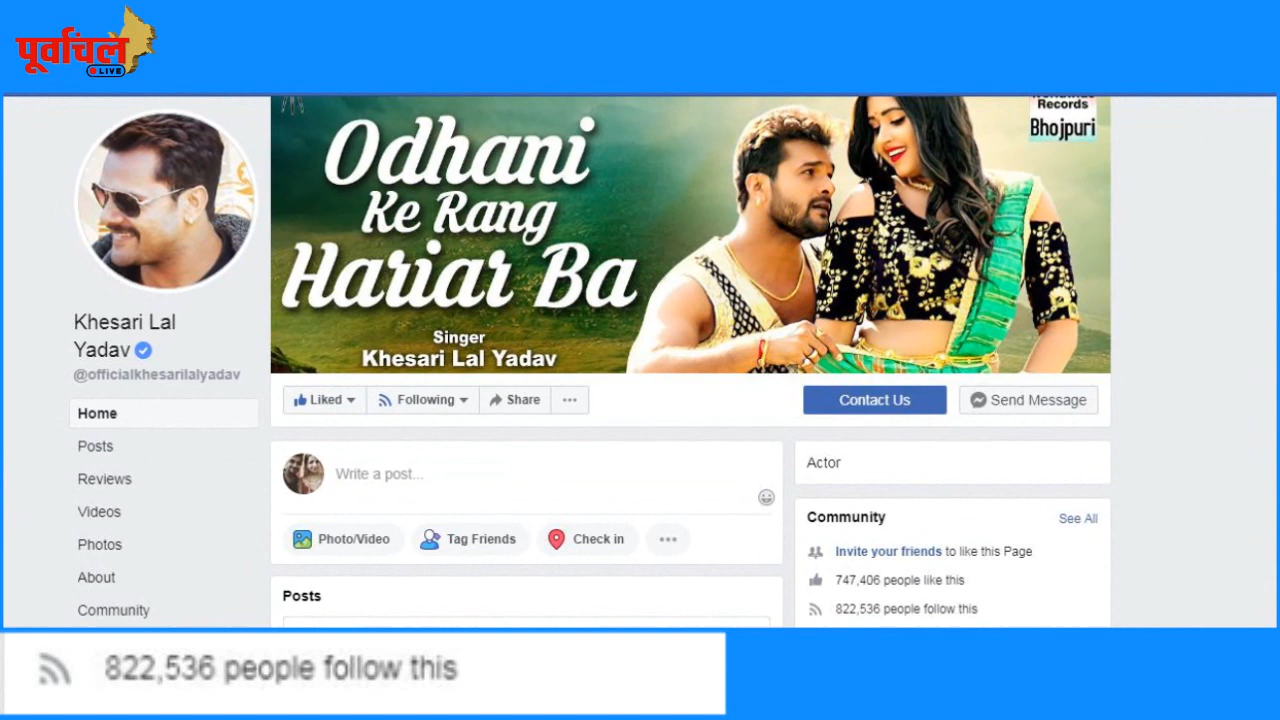 पूर्वांचल
LIVE
Records
Bhojpuri
Odhani
Ke Rang
Hariar Ba
Singer
Khesari Lal Yadav
Khesari Lal
Yadav
@officialkhesarilalyadav
Home
Posts
Reviews
Videos
Photos
About
Community
Liked
Following
Share
Contact Us
Send Message
Write a post...
Photo/Video
Tag Friends
Check in
Posts
Actor
Community
See All
Invite your friends to like this Page
747,406 people like this
822,536 people follow this
822,536 people follow this